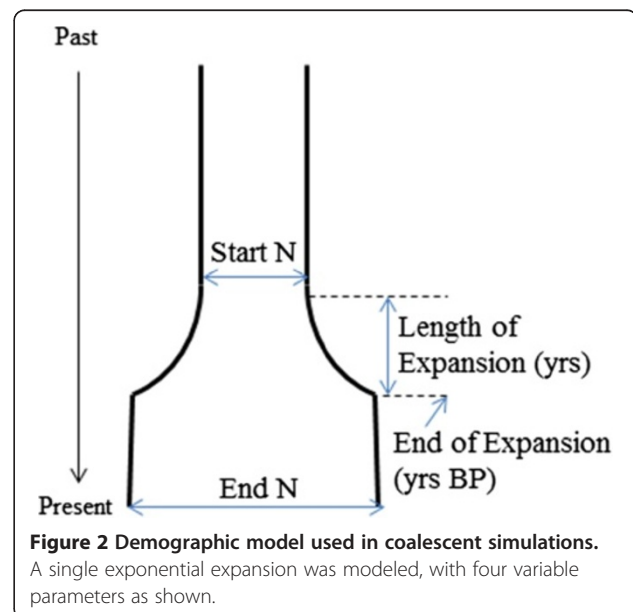 Past
Start N
Length of
Expansion (yrs)
End of Expansion
(yrs BP)
End N
Present
Figure 2 Demographic model used in coalescent simulations.
A single exponential expansion was modeled, with four variable
parameters as shown.